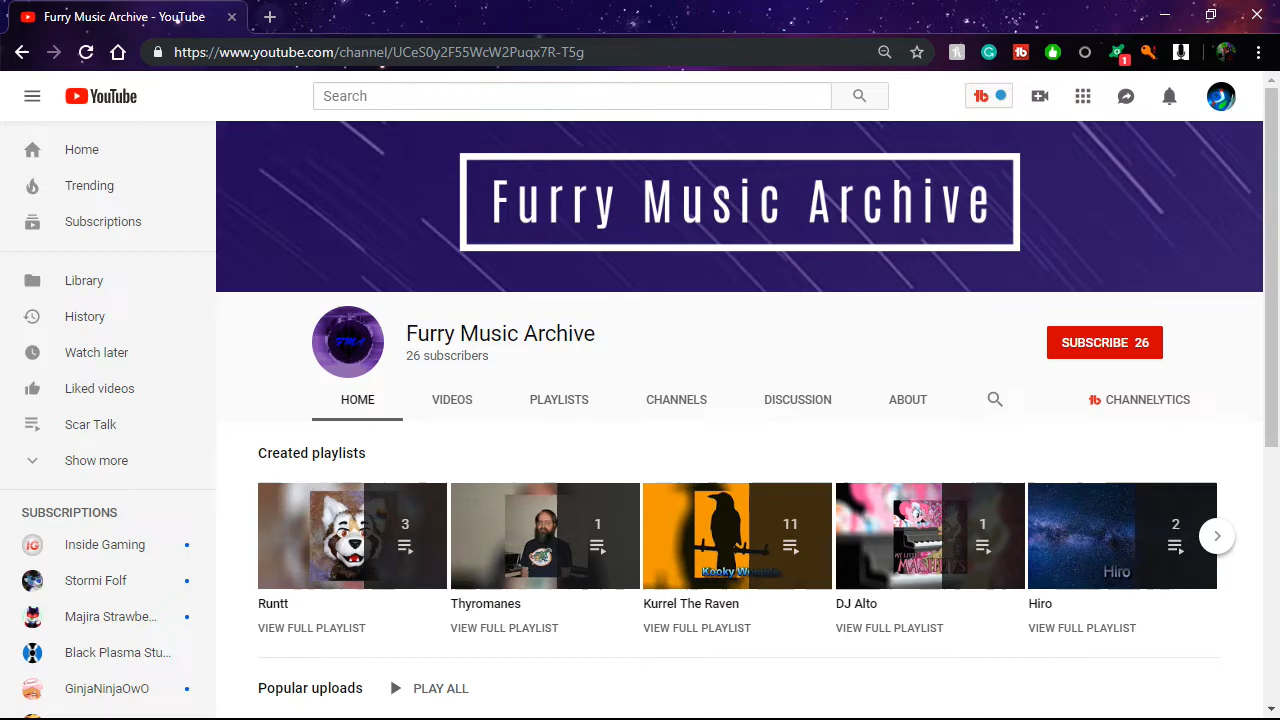 Furry Music Archive - YouTube
https://www.youtube.com/channel/UCeS0y2F55WcW2Puqx7R-T5g
1
YouTube
Search
Home
Trending
Subscriptions
Library
History
Watch later
Liked videos
Scar Talk
Show more
SUBSCRIPTIONS
Inside Gaming
Stormi Folf
Majira Strawbe...
Black Plasma Stu...
GinjaNinjaOwO
Furry Music Archive
FMA
Furry Music Archive
26 subscribers
SUBSCRIBE 26
HOME
VIDEOS
PLAYLISTS
CHANNELS
DISCUSSION
ABOUT
CHANNELYTICS
Created playlists
3
Runtt
VIEW FULL PLAYLIST
1
Thyromanes
VIEW FULL PLAYLIST
11
Kurrel The Raven
VIEW FULL PLAYLIST
1
DJ Alto
VIEW FULL PLAYLIST
2
Hiro
Hiro
VIEW FULL PLAYLIST
Popular uploads
PLAY ALL